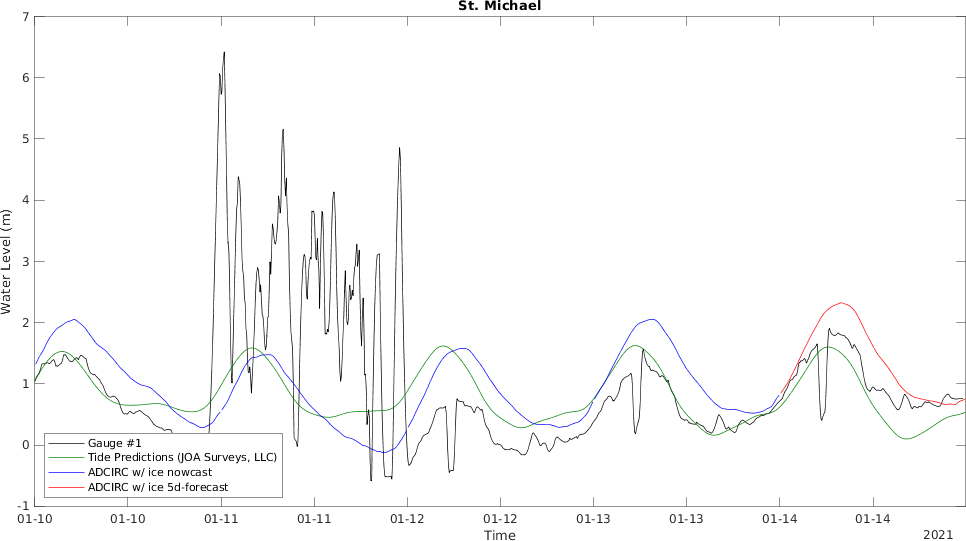 St. Michael
7
6
5
4
3
2
1
0
-1
Water Level (m)
Gauge #1
Tide Predictions (JOA Surveys, LLC)
ADCIRC w/ ice nowcast
ADCIRC w/ ice 5d-forecast
01-10 01-10 01-11 01-11 01-12 01-12 01-13 01-13 01-14 01-14
Time
2021